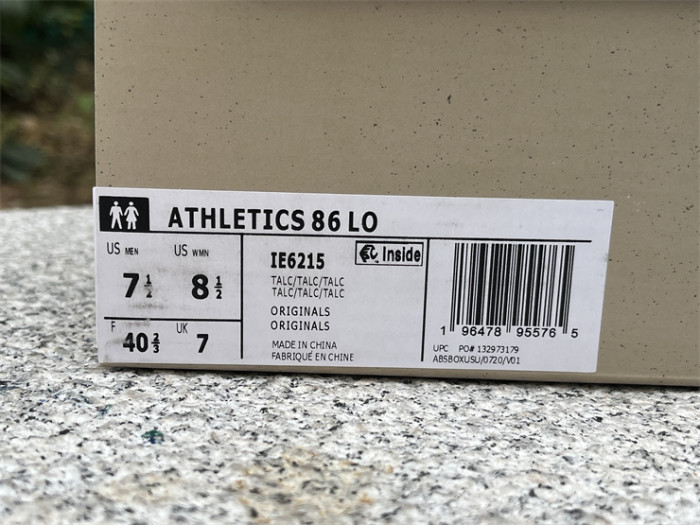 ATHLETICS 86 LO
US MEN US WMN
7 1/2 8 1/2
F 40 2/3 UK 7
IE6215
Inside
TALC/TALC/TALC
TALC/TALC/TALC
ORIGINALS
ORIGINALS
MADE IN CHINA
FABRIQUÉ EN CHINE
1 96478 95576 5
UPC PO# 132973179
ABSBOXUSU/0720/V01